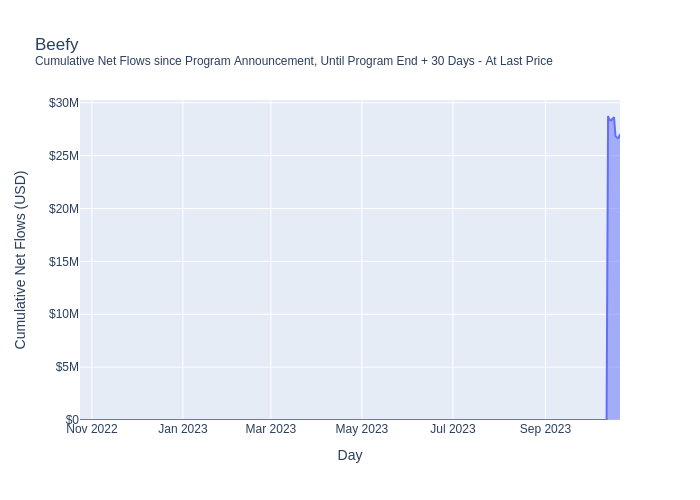 Beefy
Cumulative Net Flows since Program Announcement, Until Program End + 30 Days - At Last Price
$30M
$25M
$20M
$15M
$10M
$5M
$0
Cumulative Net Flows (USD)
Nov 2022 Jan 2023 Mar 2023 May 2023 Jul 2023 Sep 2023
Day